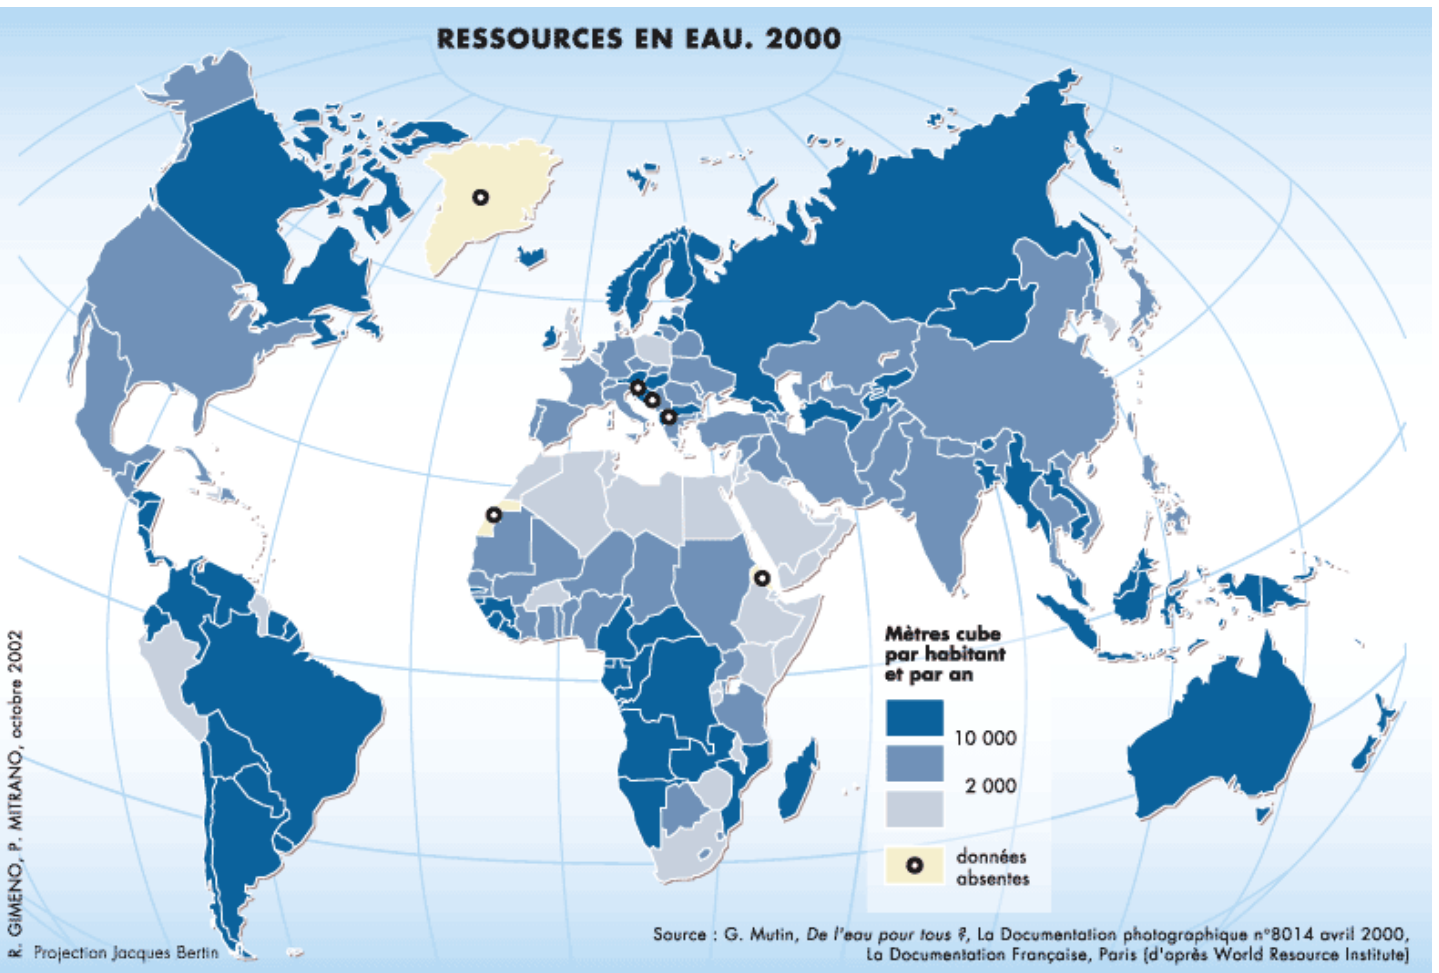 RESSOURCES EN EAU. 2000
Mètres cube
par habitant
et par an
10 000
2 000
données
absentes
R. GIMENO, P. MITRANO, octobre 2002
Projection Jacques Bertin
Source : G. Mutin, De l'eau pour tous ?, La Documentation photographique n°8014 avril 2000,
La Documentation Française, Paris (d'après World Resource Institute)